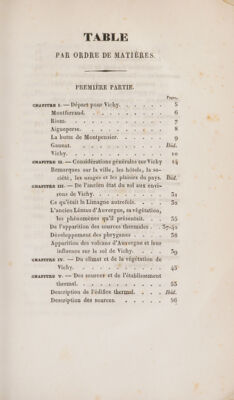 TABLE
PAR ORDRE DE MATIÈRES.
PREMIÈRE PARTIE.
Pages.
CHAPITRE I. — Départ pour Vichy. . . . . 5
Montferrand. . . . . . . . . 6
Riom. . . . . . . . . . . 7
Aigueperse. . . . . . . . . . 8
La butte de Montpensier. . . . . . 9
Gannat. . . . . . . . . . Ibid.
Vichy. . . . . . . . . . . 10
CHAPITRE II. — Considérations générales sur Vichy 14
Remarques sur la ville, les hôtels, la so-
ciété, les usages et les plaisirs du pays. Ibid.
CHAPITRE III. — De l'ancien état du sol aux envi-
rons de Vichy. . . . . . . . 31
Ce qu'était la Limagne autrefois. . . . 32
L'ancien Léman d'Auvergne, sa végétation,
les phénomènes qu'il présentait. . . . 35
De l'apparition des sources thermales. . 37-40
Développement des phryganes . . . . 38
Apparition des volcans d'Auvergne et leur
influence sur le sol de Vichy. . . . 39
CHAPITRE IV. — Du climat et de la végétation de
Vichy. . . . . . . . . . . 45
CHAPITRE V. — Des sources et de l'établissement
thermal. . . . . . . . . . 53
Description de l'édifice thermal. . . . Ibid.
Description des sources. . . . . . 56